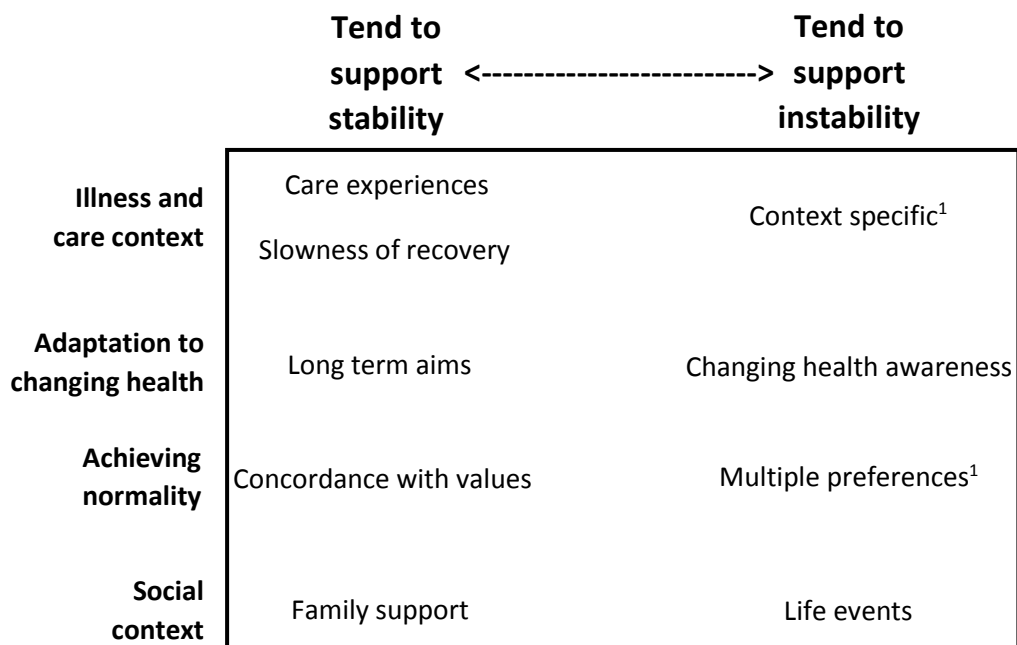 Tend to
support
stability
<--------------------------->
Tend to
support
instability
Illness and
care context
Care experiences
Slowness of recovery
Context specific¹
Adaptation to
changing health
Long term aims
Changing health awareness
Achieving
normality
Concordance with values
Multiple preferences¹
Social
context
Family support
Life events